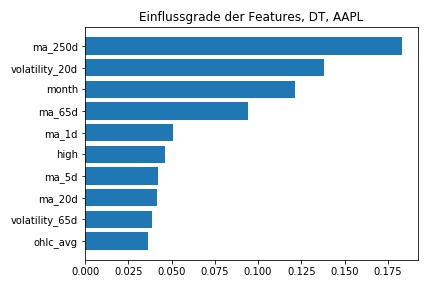 Einflussgrade der Features, DT, AAPL
ma_250d
volatility_20d
month
ma_65d
ma_1d
high
ma_5d
ma_20d
volatility_65d
ohlc_avg
0.000 0.025 0.050 0.075 0.100 0.125 0.150 0.175